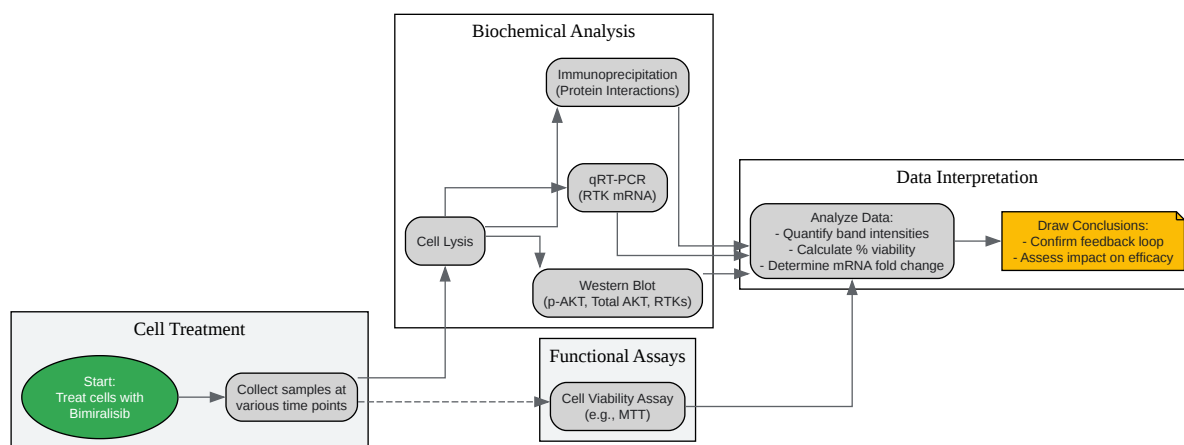 Biochemical Analysis
Immunoprecipitation
(Protein Interactions)
qRT-PCR
(RTK mRNA)
Cell Lysis
Western Blot
(p-AKT, Total AKT, RTKs)
Data Interpretation
Analyze Data:
- Quantify band intensities
- Calculate % viability
- Determine mRNA fold change
Draw Conclusions:
- Confirm feedback loop
- Assess impact on efficacy
Cell Treatment
Start:
Treat cells with
Bimiralisib
Collect samples at
various time points
Functional Assays
Cell Viability Assay
(e.g., MTT)